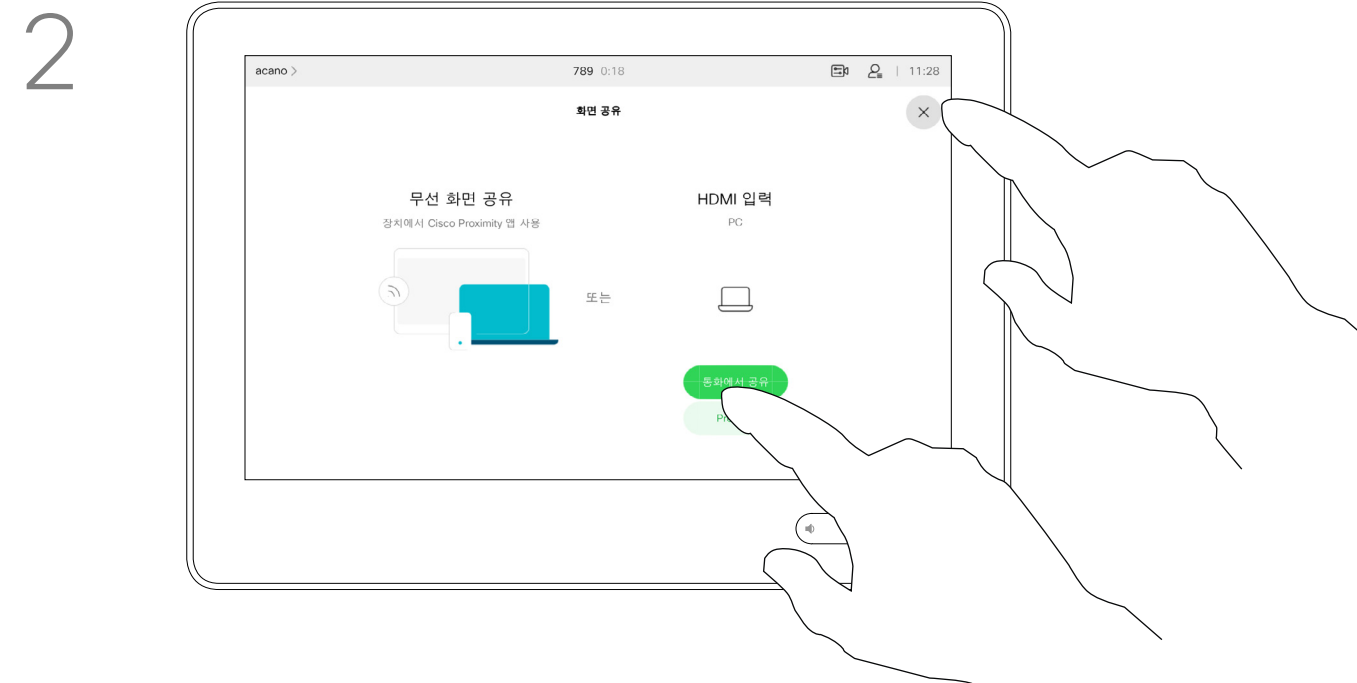 2
acano >
789 0:18
11:28
화면 공유
무선 화면 공유
장치에서 Cisco Proximity 앱 사용
또는
HDMI 입력
PC
통화에서 공유